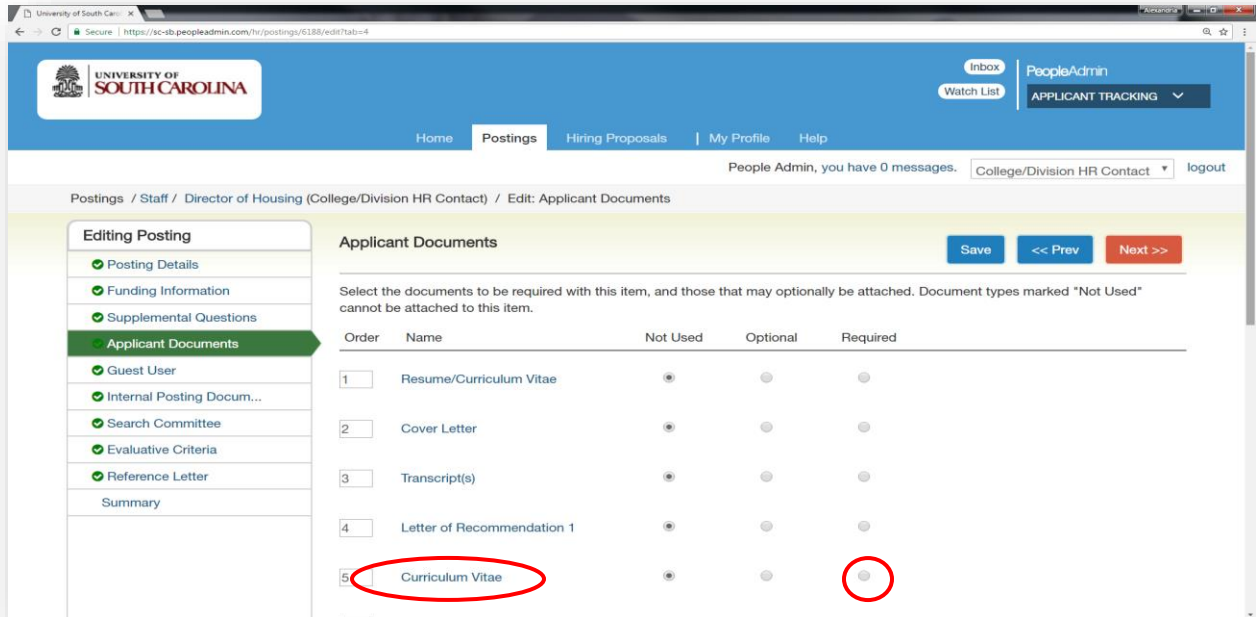 University of South Caro
Alexandria
Secure | https://sc-sb.peopleadmin.com/hr/postings/6188/edit?tab=4
UNIVERSITY OF
SOUTH CAROLINA
Inbox
Watch List
PeopleAdmin
APPLICANT TRACKING
Home Postings Hiring Proposals | My Profile Help
People Admin, you have 0 messages. College/Division HR Contact logout
Postings / Staff / Director of Housing (College/Division HR Contact) / Edit: Applicant Documents
Editing Posting
Posting Details
Funding Information
Supplemental Questions
Applicant Documents
Guest User
Internal Posting Docum...
Search Committee
Evaluative Criteria
Reference Letter
Summary
Applicant Documents
Save << Prev Next >>
Select the documents to be required with this item, and those that may optionally be attached. Document types marked "Not Used"
cannot be attached to this item.
Order Name Not Used Optional Required
1 Resume/Curriculum Vitae
2 Cover Letter
3 Transcript(s)
4 Letter of Recommendation 1
5 Curriculum Vitae